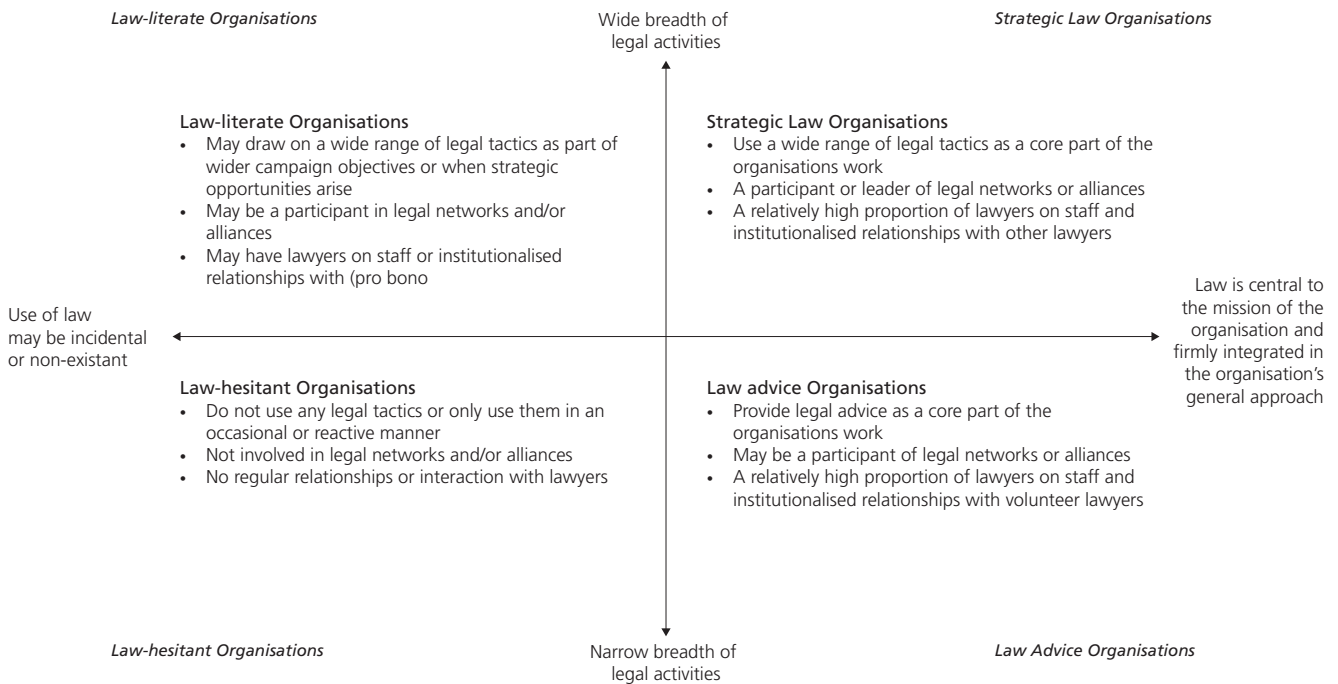 Law-literate Organisations
Wide breadth of
legal activities
Strategic Law Organisations
Law-literate Organisations
• May draw on a wide range of legal tactics as part of
wider campaign objectives or when strategic
opportunities arise
• May be a participant in legal networks and/or
alliances
• May have lawyers on staff or institutionalised
relationships with (pro bono
Strategic Law Organisations
• Use a wide range of legal tactics as a core part of the
organisations work
• A participant or leader of legal networks or alliances
• A relatively high proportion of lawyers on staff and
institutionalised relationships with other lawyers
Use of law
may be incidental
or non-existant
Law is central to
the mission of the
organisation and
firmly integrated in
the organisation's
general approach
Law-hesitant Organisations
• Do not use any legal tactics or only use them in an
occasional or reactive manner
• Not involved in legal networks and/or alliances
• No regular relationships or interaction with lawyers
Law advice Organisations
• Provide legal advice as a core part of the
organisations work
• May be a participant of legal networks or alliances
• A relatively high proportion of lawyers on staff and
institutionalised relationships with volunteer lawyers
Law-hesitant Organisations
Narrow breadth of
legal activities
Law Advice Organisations